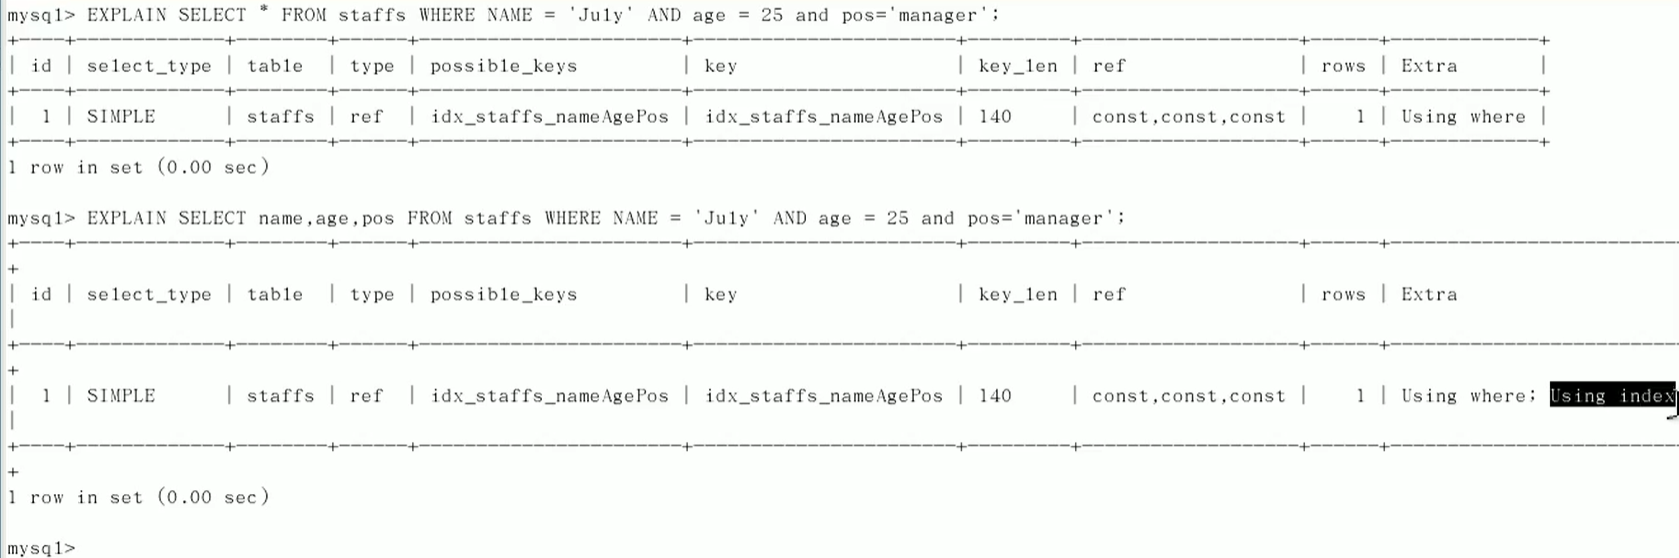 mysql> EXPLAIN SELECT * FROM staffs WHERE NAME = 'July' AND age = 25 and pos='manager';
+----+-------------+--------+------+-----------------------+-----------------------+---------+-------------------+------+-------------+
| id | select_type | table | type | possible_keys | key | key_len | ref | rows | Extra |
+----+-------------+--------+------+-----------------------+-----------------------+---------+-------------------+------+-------------+
| 1 | SIMPLE | staffs | ref | idx_staffs_nameAgePos | idx_staffs_nameAgePos | 140 | const,const,const | 1 | Using where |
+----+-------------+--------+------+-----------------------+-----------------------+---------+-------------------+------+-------------+
1 row in set (0.00 sec)
mysql> EXPLAIN SELECT name,age,pos FROM staffs WHERE NAME = 'July' AND age = 25 and pos='manager';
+----+-------------+--------+------+-----------------------+-----------------------+---------+-------------------+------+--------------------------
+
| id | select_type | table | type | possible_keys | key | key_len | ref | rows | Extra
|
+----+-------------+--------+------+-----------------------+-----------------------+---------+-------------------+------+--------------------------
+
| 1 | SIMPLE | staffs | ref | idx_staffs_nameAgePos | idx_staffs_nameAgePos | 140 | const,const,const | 1 | Using where; Using index
|
+----+-------------+--------+------+-----------------------+-----------------------+---------+-------------------+------+--------------------------
+
1 row in set (0.00 sec)
mysql>